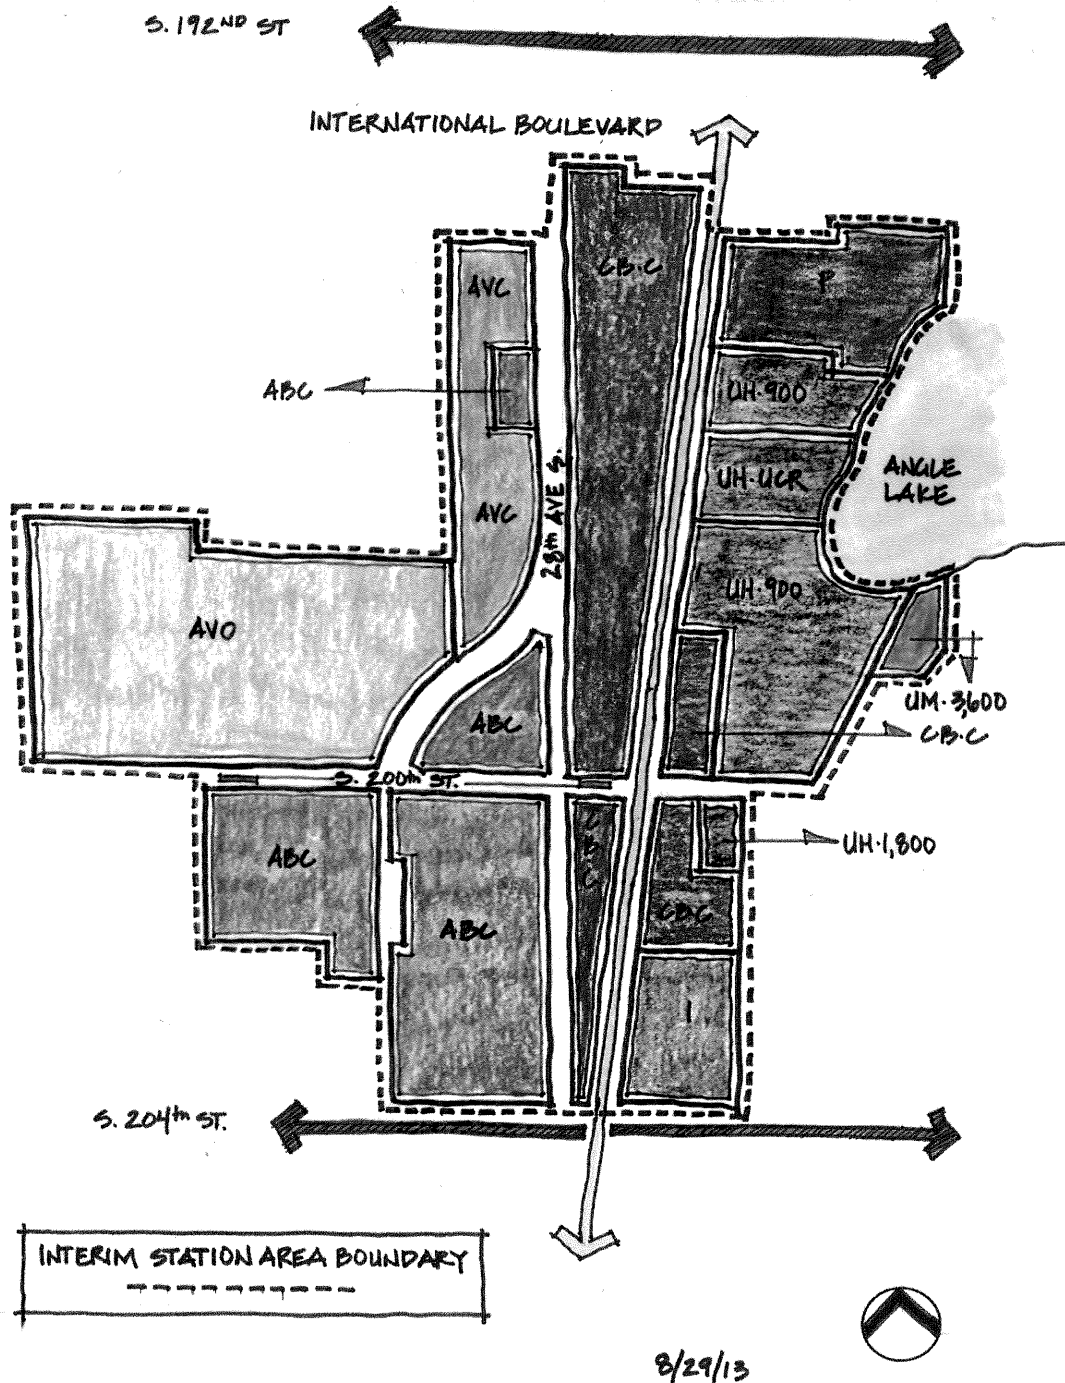 S. 192ND ST
INTERNATIONAL BOULEVARD
CB-C
P
AVC
ABC
UH-900
UH-UCR
ANGLE
LAKE
AVC
28th AVE S.
UH-900
AVO
UM-3,600
ABC
CB-C
S. 200th ST.
C
B
C
UH-1,800
ABC
CB-C
ABC
I
S. 204th ST.
INTERIM STATION AREA BOUNDARY
8/29/13